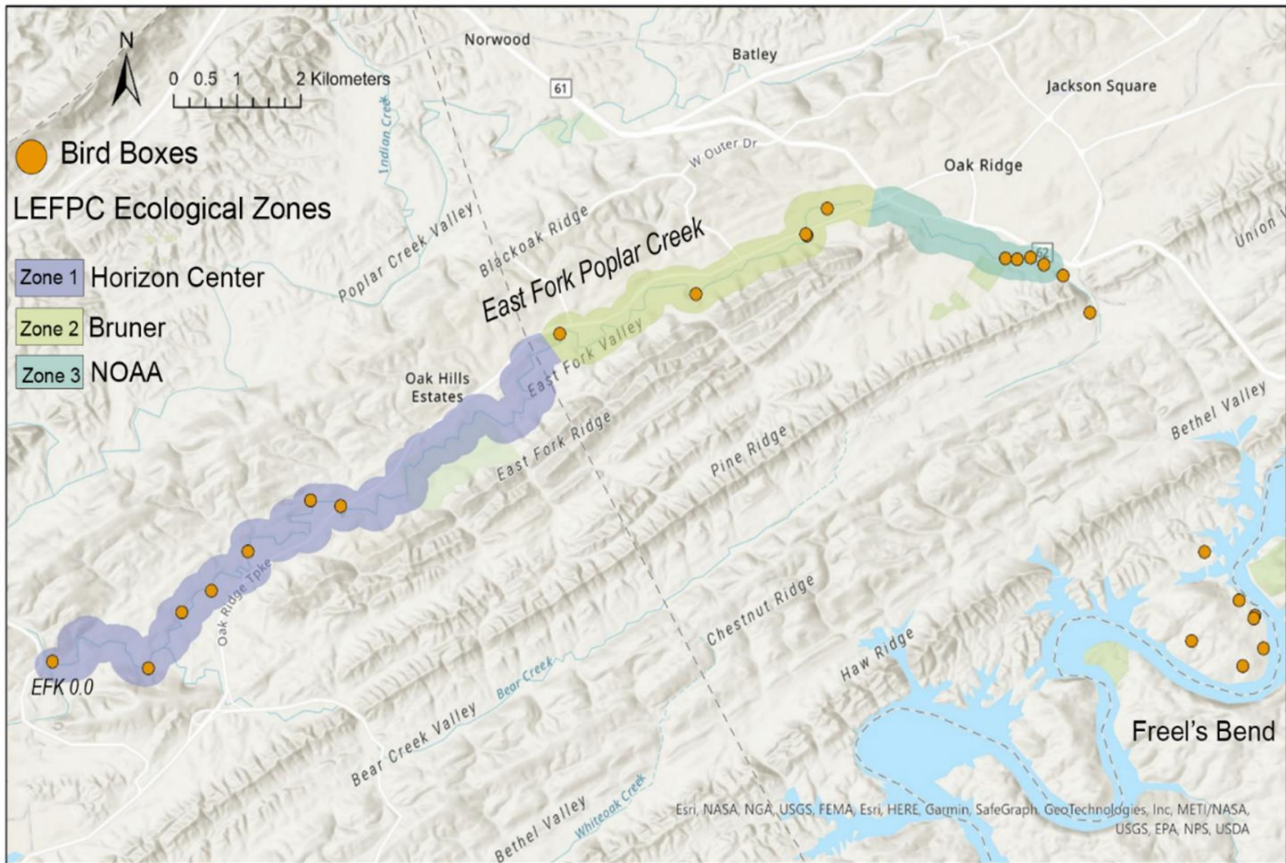 N
0 0.5 1 2 Kilometers
Bird Boxes
LEFPC Ecological Zones
Zone 1 Horizon Center
Zone 2 Bruner
Zone 3 NOAA
Norwood
Batley
61
Jackson Square
Indian Creek
W Outer Dr
Oak Ridge
Poplar Creek Valley
Blackoak Ridge
East Fork Poplar Creek
62
Union
East Fork Valley
Oak Hills
Estates
East Fork Ridge
Pine Ridge
Bethel Valley
Oak Ridge Tpke
Chestnut Ridge
Haw Ridge
EFK 0.0
Bear Creek
Bear Creek Valley
Freel's Bend
Bethel Valley
Whiteoak Creek
Esri, NASA, NGA, USGS, FEMA, Esri, HERE, Garmin, SafeGraph, GeoTechnologies, Inc, METI/NASA,
USGS, EPA, NPS, USDA